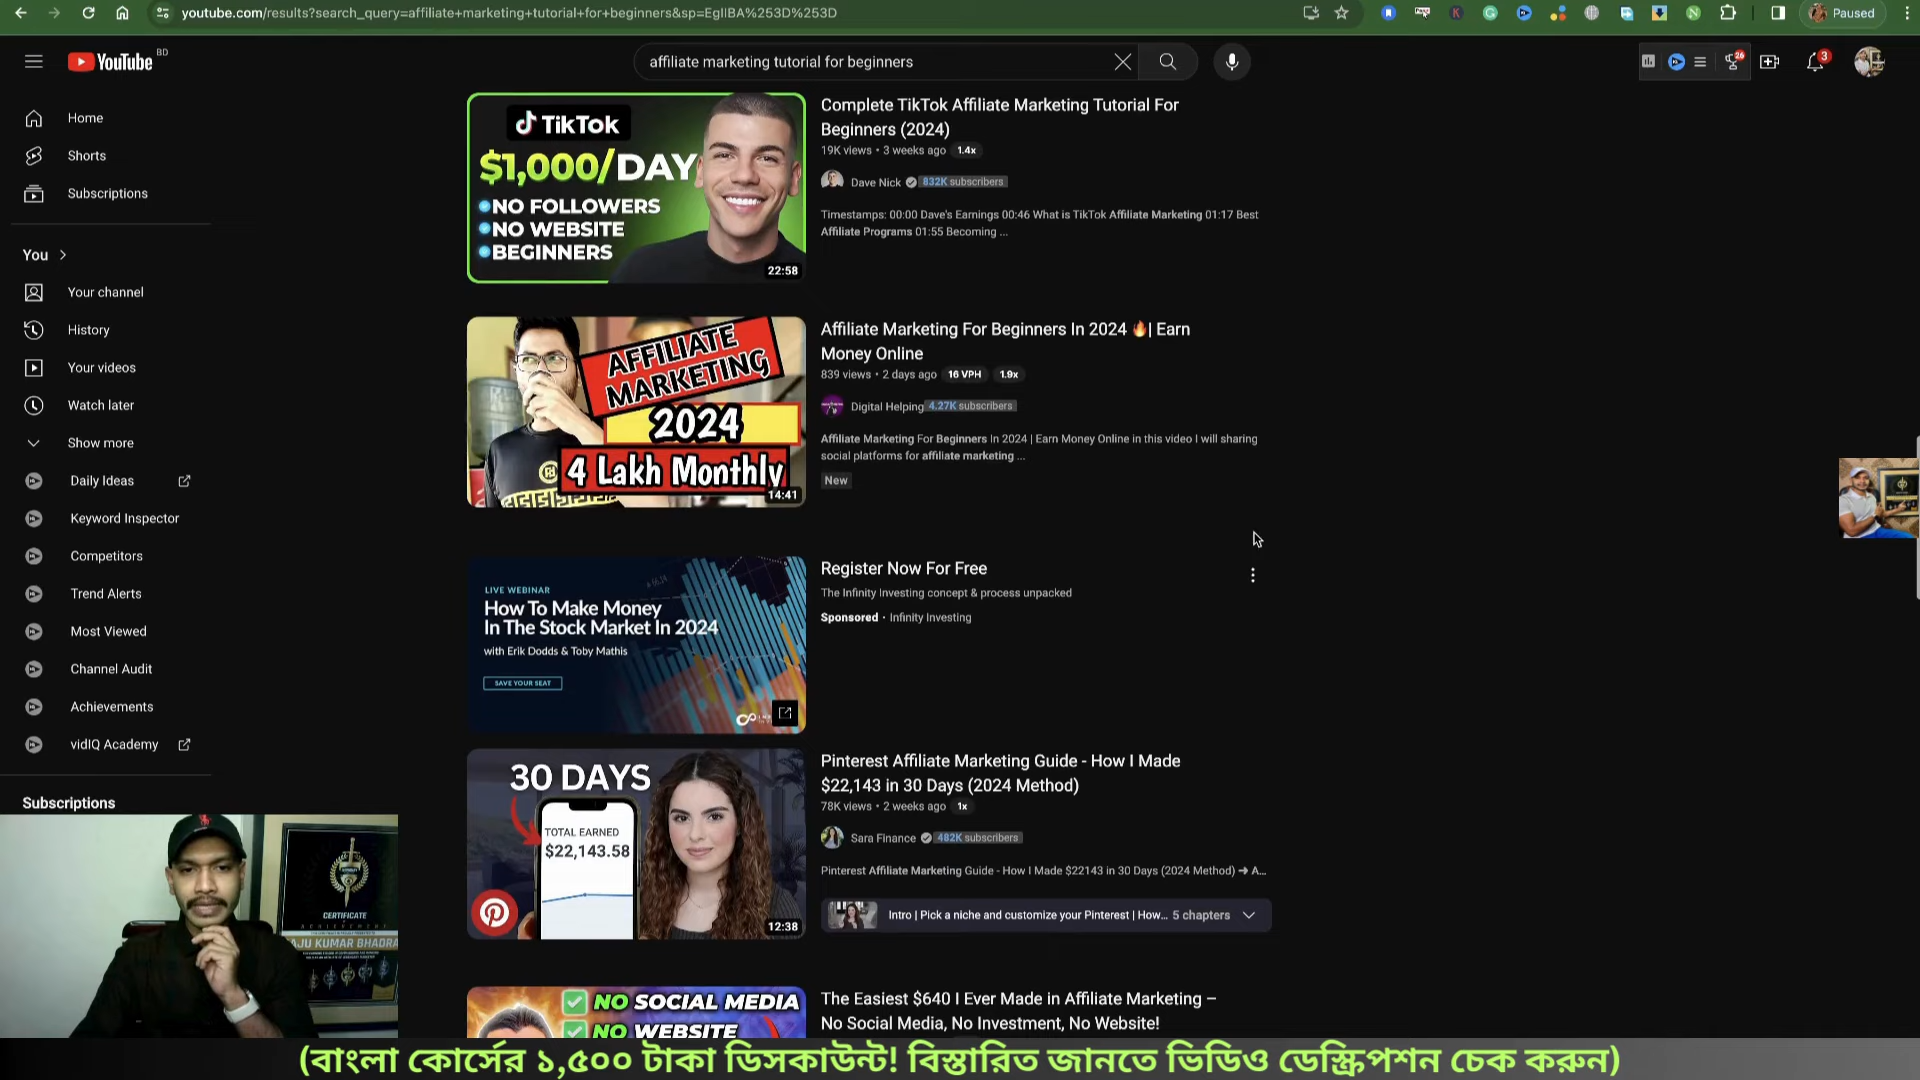 youtube.com/results?search_query=affiliate+marketing+tutorial+for+beginners&sp=EgIIBA%253D%253D
Paused
YouTube BD
affiliate marketing tutorial for beginners
26
3
Home
Shorts
Subscriptions
You
Your channel
History
Your videos
Watch later
Show more
Daily Ideas
Keyword Inspector
Competitors
Trend Alerts
Most Viewed
Channel Audit
Achievements
vidIQ Academy
Subscriptions
TikTok
$1,000/DAY
NO FOLLOWERS
NO WEBSITE
BEGINNERS
22:58
Complete TikTok Affiliate Marketing Tutorial For
Beginners (2024)
19K views • 3 weeks ago 1.4x
Dave Nick 832K subscribers
Timestamps: 00:00 Dave's Earnings 00:46 What is TikTok Affiliate Marketing 01:17 Best
Affiliate Programs 01:55 Becoming ...
AFFILIATE
MARKETING
2024
4 Lakh Monthly
14:41
Affiliate Marketing For Beginners In 2024 🔥| Earn
Money Online
839 views • 2 days ago 16 VPH 1.9x
Digital Helping 4.27K subscribers
Affiliate Marketing For Beginners In 2024 | Earn Money Online in this video I will sharing
social platforms for affiliate marketing ...
New
LIVE WEBINAR
How To Make Money
In The Stock Market In 2024
with Erik Dodds & Toby Mathis
SAVE YOUR SEAT
Register Now For Free
The Infinity Investing concept & process unpacked
Sponsored · Infinity Investing
30 DAYS
TOTAL EARNED
$22,143.58
12:38
Pinterest Affiliate Marketing Guide - How I Made
$22,143 in 30 Days (2024 Method)
78K views • 2 weeks ago 1x
Sara Finance 482K subscribers
Pinterest Affiliate Marketing Guide - How I Made $22143 in 30 Days (2024 Method) ➜ A...
Intro | Pick a niche and customize your Pinterest | How... 5 chapters
NO SOCIAL MEDIA
NO WEBSITE
The Easiest $640 I Ever Made in Affiliate Marketing –
No Social Media, No Investment, No Website!
CERTIFICATE
AJU KUMAR BHADRA
(বাংলা কোর্সের ১,৫০০ টাকা ডিসকাউন্ট! বিস্তারিত জানতে ভিডিও ডেস্ক্রিপশন চেক করুন)